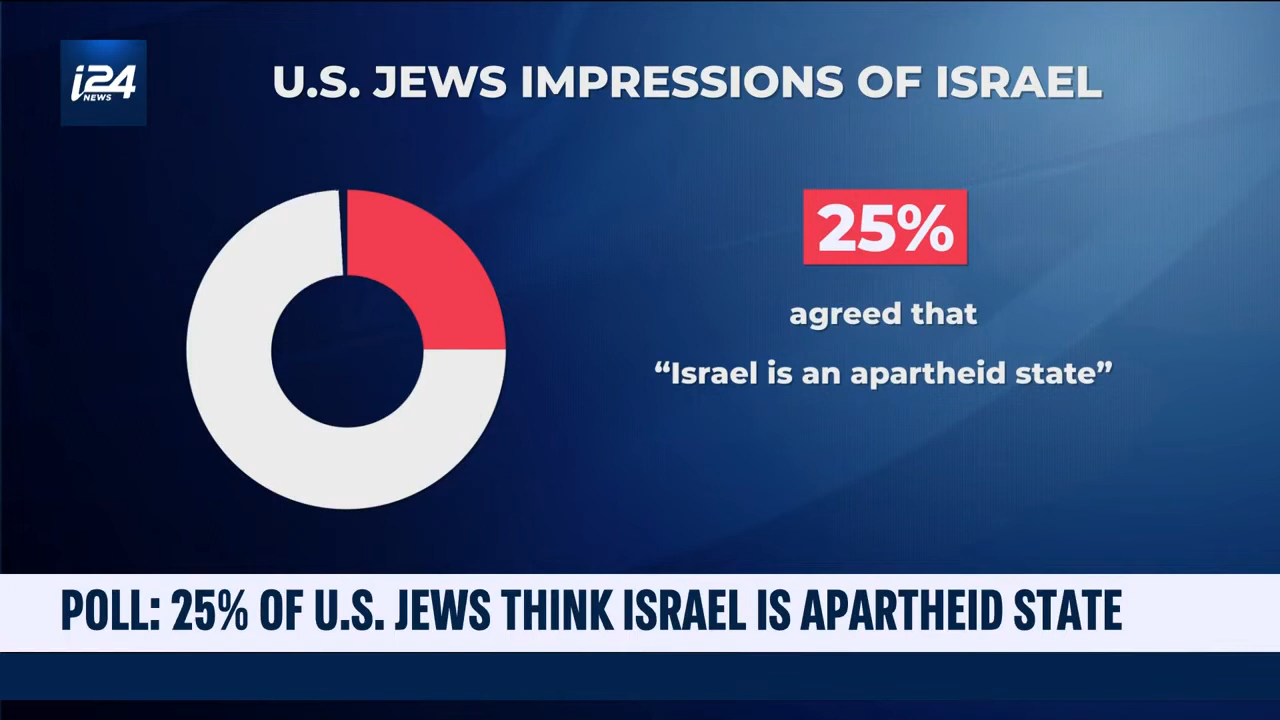 i24
NEWS
U.S. JEWS IMPRESSIONS OF ISRAEL
25%
agreed that
“Israel is an apartheid state”
POLL: 25% OF U.S. JEWS THINK ISRAEL IS APARTHEID STATE